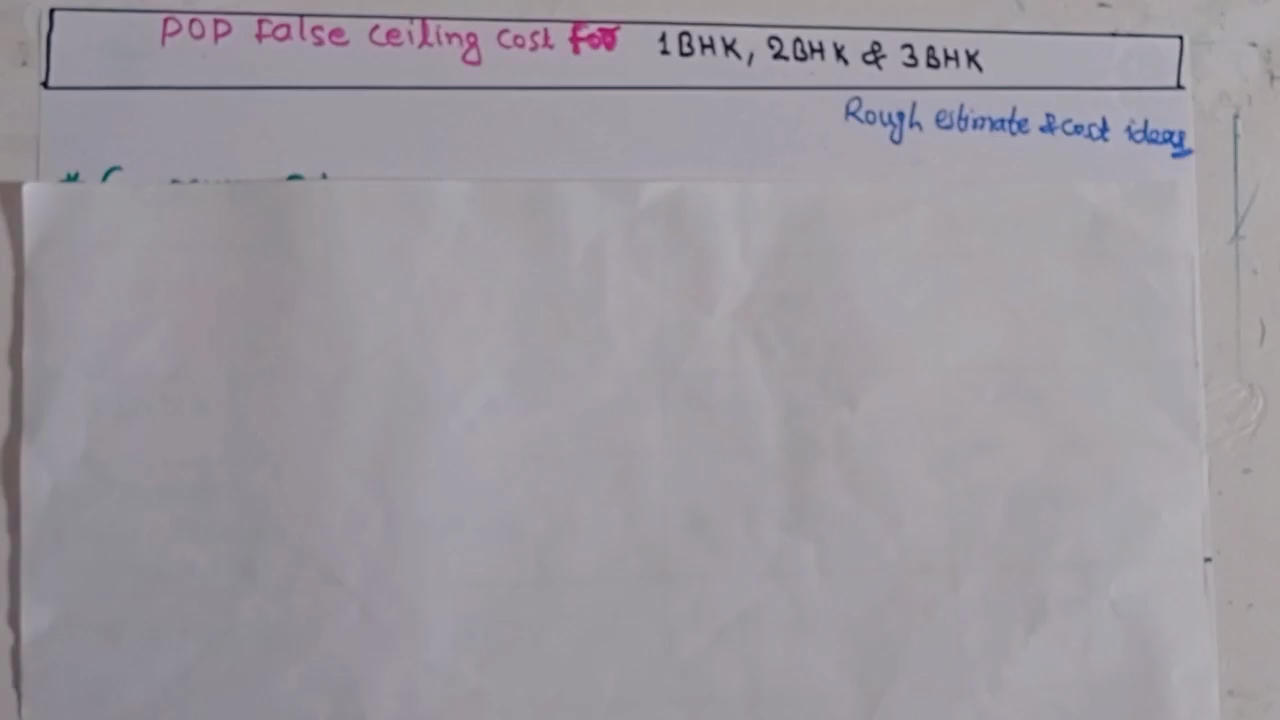 POP False ceiling cost for 1BHK, 2BHK & 3BHK
Rough estimate & cost ideas